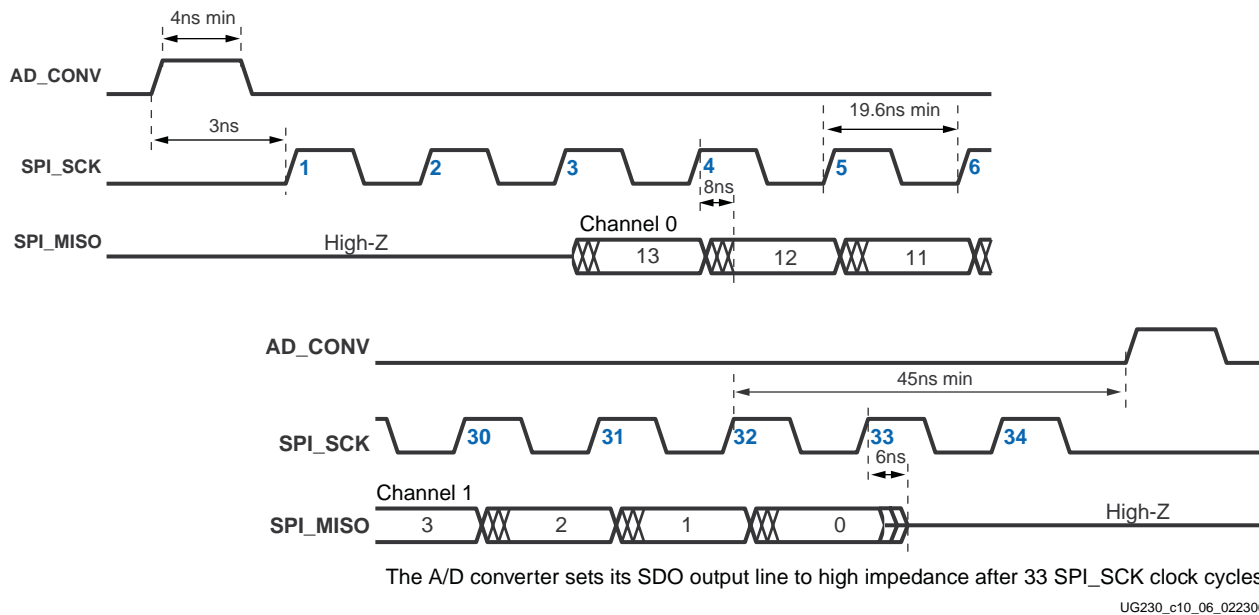 4ns min
AD_CONV
3ns
19.6ns min
SPI_SCK
1 2 3 4 5 6
8ns
Channel 0
SPI_MISO
High-Z
13 12 11
AD_CONV
45ns min
SPI_SCK
30 31 32 33 34
6ns
Channel 1
SPI_MISO
3 2 1 0
High-Z
The A/D converter sets its SDO output line to high impedance after 33 SPI_SCK clock cycles
UG230_c10_06_02230